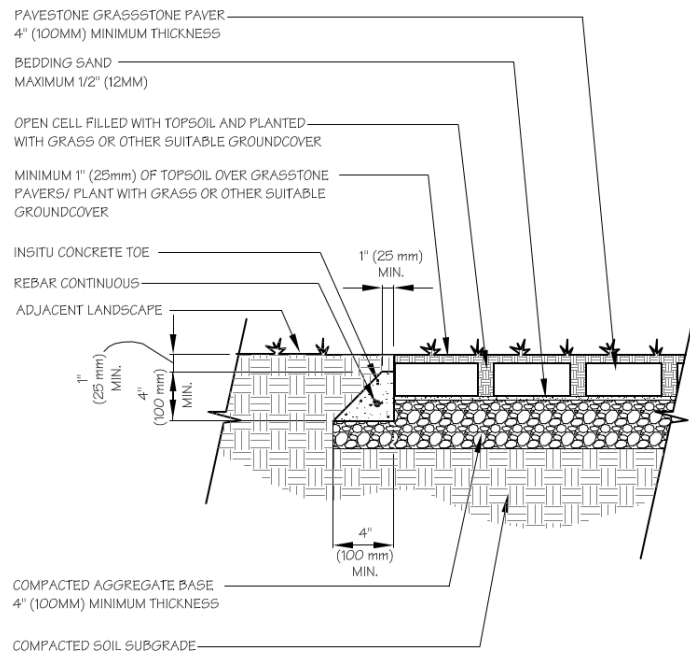 PAVESTONE GRASSSTONE PAVER
4" (100MM) MINIMUM THICKNESS
BEDDING SAND
MAXIMUM 1/2" (12MM)
OPEN CELL FILLED WITH TOPSOIL AND PLANTED
WITH GRASS OR OTHER SUITABLE GROUNDCOVER
MINIMUM 1" (25mm) OF TOPSOIL OVER GRASSTONE
PAVERS/ PLANT WITH GRASS OR OTHER SUITABLE
GROUNDCOVER
INSITU CONCRETE TOE
REBAR CONTINUOUS
ADJACENT LANDSCAPE
1" (25 mm)
MIN.
1"
(25 mm)
MIN.
4"
(100 mm)
MIN.
4"
(100 mm)
MIN.
COMPACTED AGGREGATE BASE
4" (100MM) MINIMUM THICKNESS
COMPACTED SOIL SUBGRADE